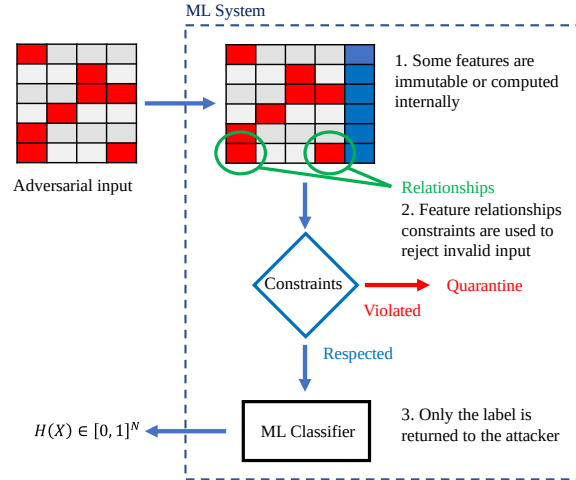 ML System
1. Some features are
immutable or computed
internally
Adversarial input
Relationships
2. Feature relationships
constraints are used to
reject invalid input
Constraints
Quarantine
Violated
Respected
ML Classifier
3. Only the label is
returned to the attacker
H(X) ∈ [0, 1]^N